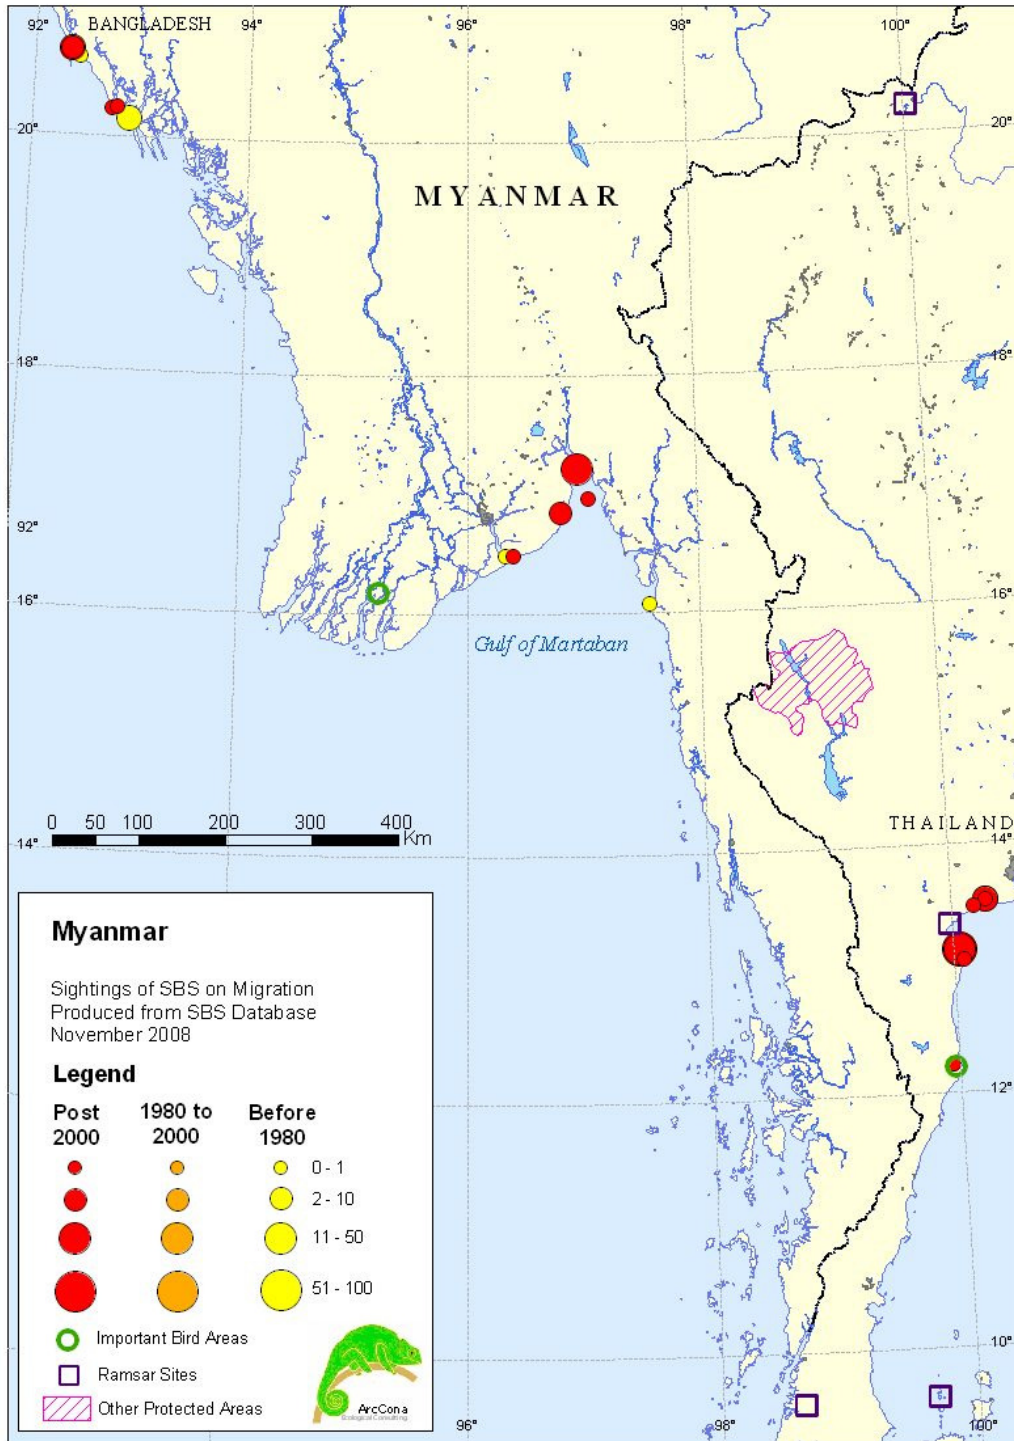 92°
94°
96°
98°
100°
BANGLADESH
20°
20°
MYANMAR
18°
18°
92°
16°
16°
Gulf of Martaban
0 50 100 200 300 400
Km
THAILAND
14°
14°
12°
10°
96°
98°
100°
Myanmar
Sightings of SBS on Migration
Produced from SBS Database
November 2008
Legend
Post 2000
1980 to 2000
Before 1980
0 - 1
2 - 10
11 - 50
51 - 100
Important Bird Areas
Ramsar Sites
Other Protected Areas
ArcCona
Ecological Consulting